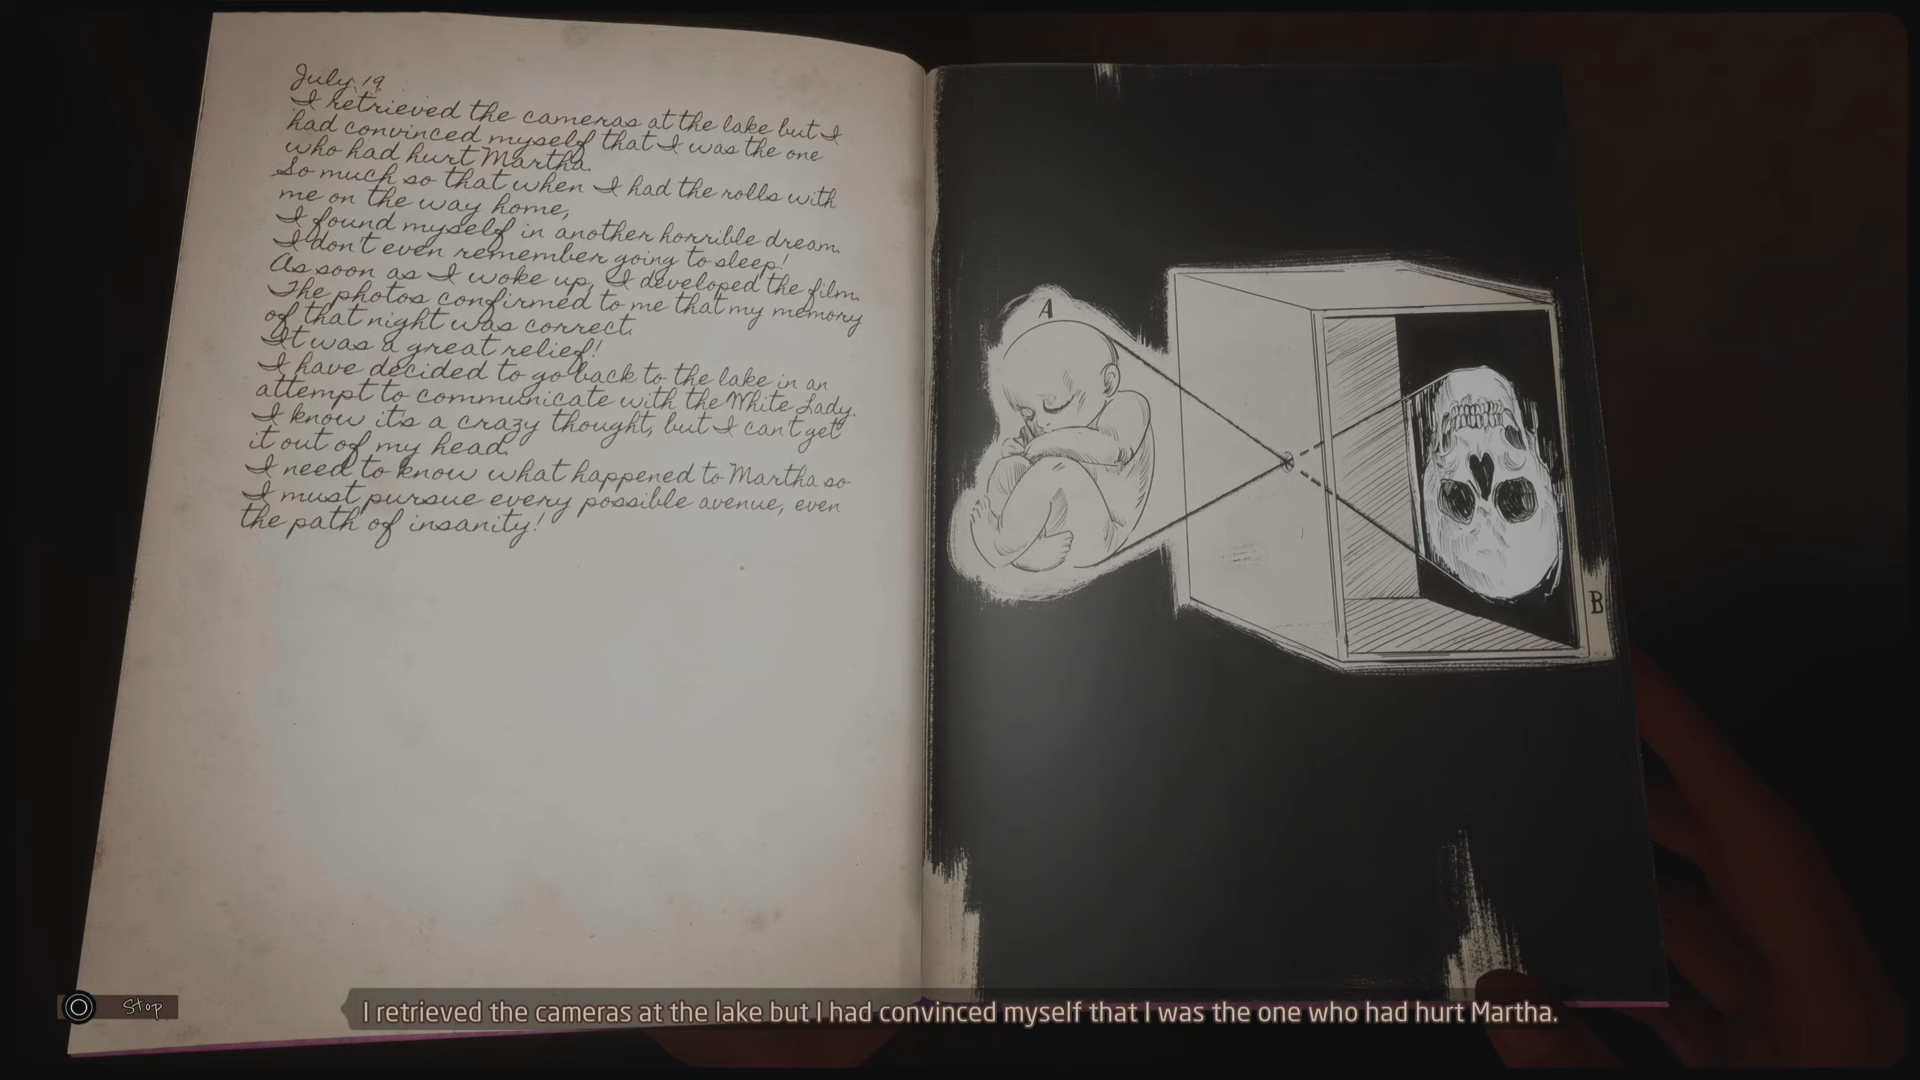 July 19
I retrieved the cameras at the lake but I
had convinced myself that I was the one
who had hurt Martha.
So much so that when I had the rolls with
me on the way home,
I found myself in another horrible dream.
I don't even remember going to sleep!
As soon as I woke up, I developed the film.
The photos confirmed to me that my memory
of that night was correct.
It was a great relief!
I have decided to go back to the lake in an
attempt to communicate with the White Lady.
I know it's a crazy thought, but I can't get
it out of my head.
I need to know what happened to Martha so
I must pursue every possible avenue, even
the path of insanity!
A
B
Stop
I retrieved the cameras at the lake but I had convinced myself that I was the one who had hurt Martha.